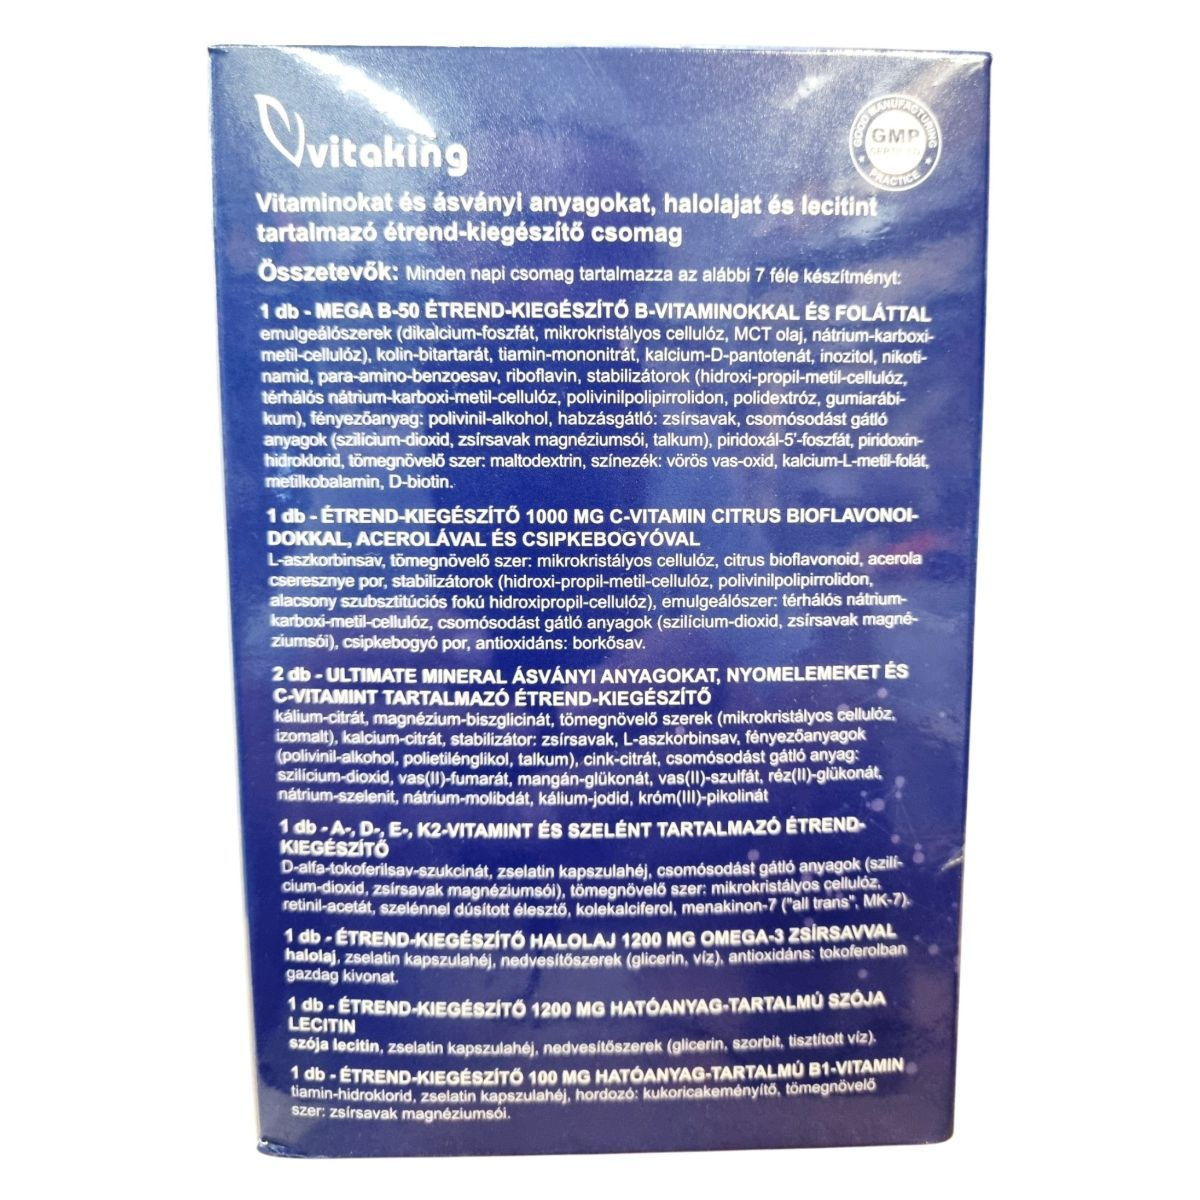 vitaking
GOOD MANUFACTURING
GMP
CERTIFIED
PRACTICE
Vitaminokat és ásványi anyagokat, halolajat és lecitint
tartalmazó étrend-kiegészítő csomag
Összetevők: Minden napi csomag tartalmazza az alábbi 7 féle készítményt:
1 db - MEGA B-50 ÉTREND-KIEGÉSZÍTŐ B-VITAMINOKKAL ÉS FOLÁTTAL
emulgeálószerek (dikalcium-foszfát, mikrokristályos cellulóz, MCT olaj, nátrium-karboxi-
metil-cellulóz), kolin-bitartarát, tiamin-mononitrát, kalcium-D-pantotenát, inozitol, nikoti-
namid, para-amino-benzoesav, riboflavin, stabilizátorok (hidroxi-propil-metil-cellulóz,
térhálós nátrium-karboxi-metil-cellulóz, polivinilpolipirrolidon, polidextróz, gumiarábi-
kum), fényezőanyag: polivinil-alkohol, habzásgátló: zsírsavak, csomósodást gátló
anyagok (szilícium-dioxid, zsírsavak magnéziumsói, talkum), piridoxál-5'-foszfát, piridoxin-
hidroklorid, tömegnövelő szer: maltodextrin, színezék: vörös vas-oxid, kalcium-L-metil-folát,
metilkobalamin, D-biotin.
1 db - ÉTREND-KIEGÉSZÍTŐ 1000 MG C-VITAMIN CITRUS BIOFLAVONOI-
DOKKAL, ACEROLÁVAL ÉS CSIPKEBOGYÓVAL
L-aszkorbinsav, tömegnövelő szer: mikrokristályos cellulóz, citrus bioflavonoid, acerola
cseresznye por, stabilizátorok (hidroxi-propil-metil-cellulóz, polivinilpolipirrolidon,
alacsony szubsztitúciós fokú hidroxipropil-cellulóz), emulgeálószer: térhálós nátrium-
karboxi-metil-cellulóz, csomósodást gátló anyagok (szilícium-dioxid, zsírsavak magné-
ziumsói), csipkebogyó por, antioxidáns: borkősav.
2 db - ULTIMATE MINERAL ÁSVÁNYI ANYAGOKAT, NYOMELEMEKET ÉS
C-VITAMINT TARTALMAZÓ ÉTREND-KIEGÉSZÍTŐ
kálium-citrát, magnézium-biszglicinát, tömegnövelő szerek (mikrokristályos cellulóz,
izomalt), kalcium-citrát, stabilizátor: zsírsavak, L-aszkorbinsav, fényezőanyagok
(polivinil-alkohol, polietilénglikol, talkum), cink-citrát, csomósodást gátló anyag:
szilícium-dioxid, vas(II)-fumarát, mangán-glükonát, vas(II)-szulfát, réz(II)-glükonát,
nátrium-szelenit, nátrium-molibdát, kálium-jodid, króm(III)-pikolinát
1 db - A-, D-, E-, K2-VITAMINT ÉS SZELÉNT TARTALMAZÓ ÉTREND-
KIEGÉSZÍTŐ
D-alfa-tokoferilsav-szukcinát, zselatin kapszulahéj, csomósodást gátló anyagok (szilí-
cium-dioxid, zsírsavak magnéziumsói), tömegnövelő szer: mikrokristályos cellulóz,
retinil-acetát, szelénnel dúsított élesztő, kolekalciferol, menakinon-7 ("all trans", MK-7).
1 db - ÉTREND-KIEGÉSZÍTŐ HALOLAJ 1200 MG OMEGA-3 ZSÍRSAVVAL
halolaj, zselatin kapszulahéj, nedvesítőszerek (glicerin, víz), antioxidáns: tokoferolban
gazdag kivonat.
1 db - ÉTREND-KIEGÉSZÍTŐ 1200 MG HATÓANYAG-TARTALMÚ SZÓJA
LECITIN
szója lecitin, zselatin kapszulahéj, nedvesítőszerek (glicerin, szorbit, tisztított víz).
1 db - ÉTREND-KIEGÉSZÍTŐ 100 MG HATÓANYAG-TARTALMÚ B1-VITAMIN
tiamin-hidroklorid, zselatin kapszulahéj, hordozó: kukoricakeményítő, tömegnövelő
szer: zsírsavak magnéziumsói.